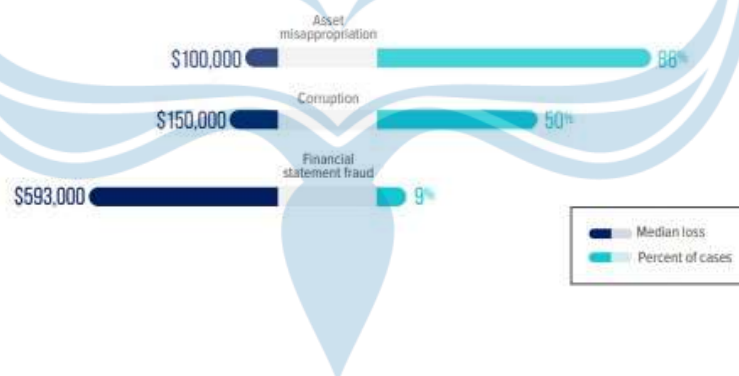 Asset
misappropriation
$100,000
86%
Corruption
$150,000
50%
Financial
statement fraud
$593,000
9%
Median loss
Percent of cases